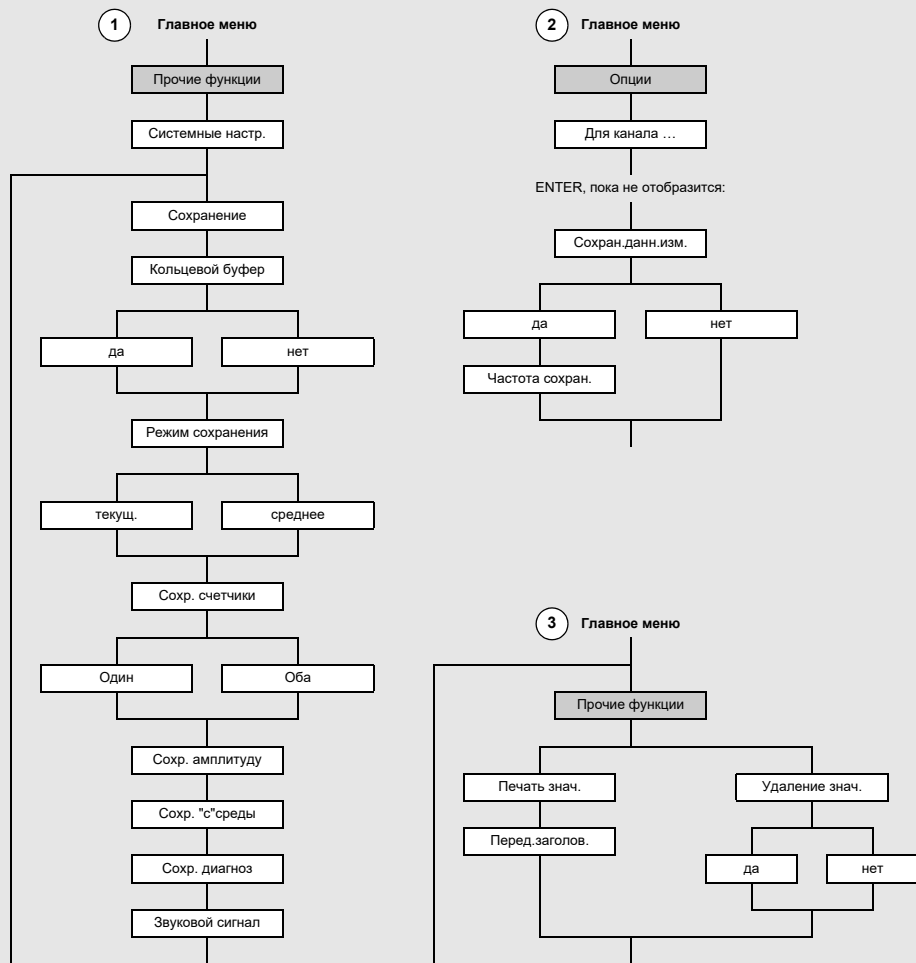 1 Главное меню
Прочие функции
Системные настр.
Сохранение
Кольцевой буфер
да
нет
Режим сохранения
текущ.
среднее
Сохр. счетчики
Один
Оба
Сохр. амплитуду
Сохр. "с"среды
Сохр. диагноз
Звуковой сигнал
2 Главное меню
Опции
Для канала …
ENTER, пока не отобразится:
Сохран.данн.изм.
да
нет
Частота сохран.
3 Главное меню
Прочие функции
Печать знач.
Удаление знач.
Перед.заголов.
да
нет